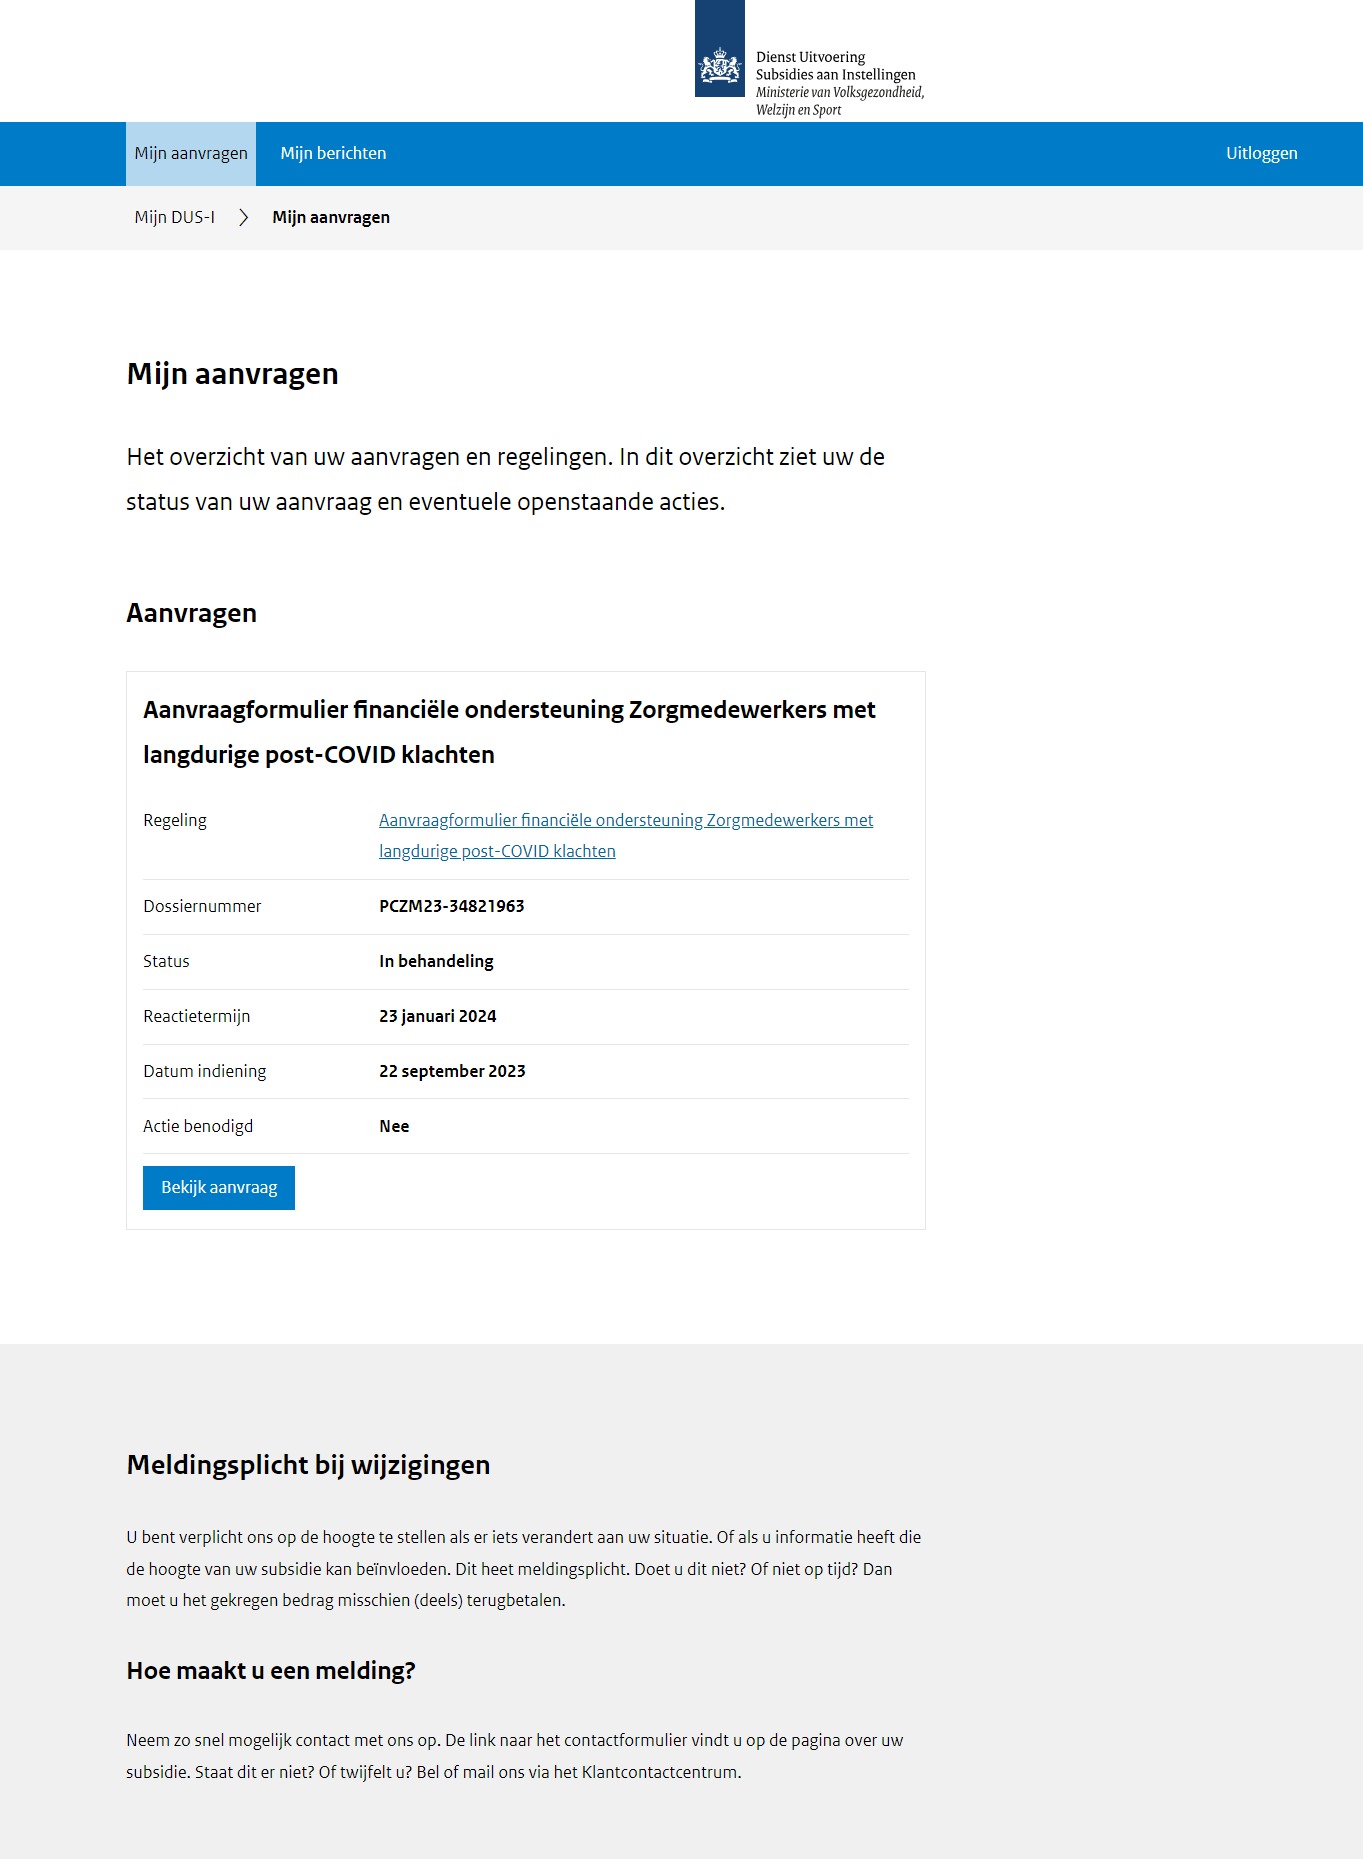 Dienst Uitvoering
Subsidies aan Instellingen
Ministerie van Volksgezondheid,
Welzijn en Sport
Mijn aanvragen Mijn berichten Uitloggen
Mijn DUS-I Mijn aanvragen
Mijn aanvragen
Het overzicht van uw aanvragen en regelingen. In dit overzicht ziet uw de
status van uw aanvraag en eventuele openstaande acties.
Aanvragen
Aanvraagformulier financiële ondersteuning Zorgmedewerkers met
langdurige post-COVID klachten
Regeling Aanvraagformulier financiële ondersteuning Zorgmedewerkers met
langdurige post-COVID klachten
Dossiernummer PCZM23-34821963
Status In behandeling
Reactietermijn 23 januari 2024
Datum indiening 22 september 2023
Actie benodigd Nee
Bekijk aanvraag
Meldingsplicht bij wijzigingen
U bent verplicht ons op de hoogte te stellen als er iets verandert aan uw situatie. Of als u informatie heeft die
de hoogte van uw subsidie kan beïnvloeden. Dit heet meldingsplicht. Doet u dit niet? Of niet op tijd? Dan
moet u het gekregen bedrag misschien (deels) terugbetalen.
Hoe maakt u een melding?
Neem zo snel mogelijk contact met ons op. De link naar het contactformulier vindt u op de pagina over uw
subsidie. Staat dit er niet? Of twijfelt u? Bel of mail ons via het Klantcontactcentrum.